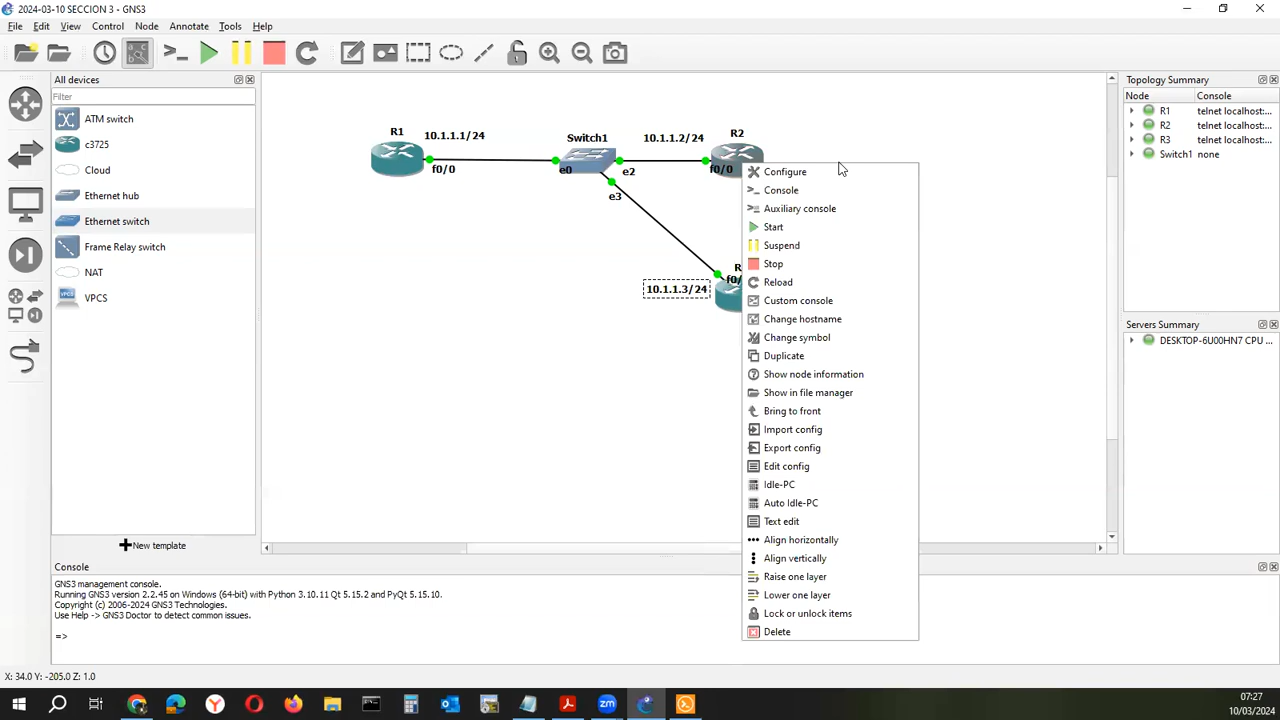 2024-03-10 SECCION 3 - GNS3
File Edit View Control Node Annotate Tools Help
All devices
Filter
ATM switch
c3725
Cloud
Ethernet hub
Ethernet switch
Frame Relay switch
NAT
VPCS
New template
R1
10.1.1.1/24
f0/0
Switch1
e0
e2
e3
10.1.1.2/24
R2
f0/0
10.1.1.3/24
Configure
Console
Auxiliary console
Start
Suspend
Stop
Reload
Custom console
Change hostname
Change symbol
Duplicate
Show node information
Show in file manager
Bring to front
Import config
Export config
Edit config
Idle-PC
Auto Idle-PC
Text edit
Align horizontally
Align vertically
Raise one layer
Lower one layer
Lock or unlock items
Delete
Topology Summary
Node Console
R1 telnet localhost:...
R2 telnet localhost:...
R3 telnet localhost:...
Switch1 none
Servers Summary
DESKTOP-6U00HN7 CPU ...
Console
GNS3 management console.
Running GNS3 version 2.2.45 on Windows (64-bit) with Python 3.10.11 Qt 5.15.2 and PyQt 5.15.10.
Copyright (c) 2006-2024 GNS3 Technologies.
Use Help -> GNS3 Doctor to detect common issues.
=>
X: 34.0 Y: -205.0 Z: 1.0
zm
07:27
10/03/2024